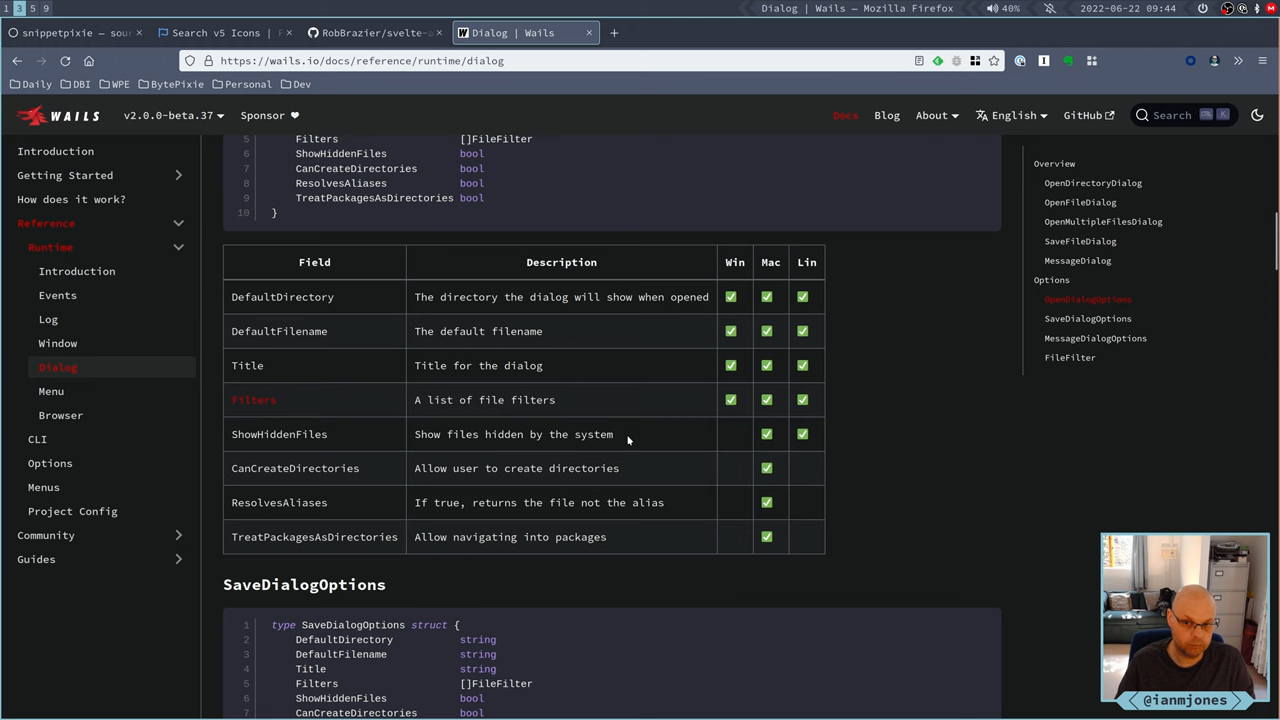 1 3 5 9
Dialog | Wails — Mozilla Firefox
40%
2022-06-22 09:44
snippetpixie — sour
Search v5 Icons | F
RobBrazier/svelte-a
Dialog | Wails
https://wails.io/docs/reference/runtime/dialog
Daily DBI WPE BytePixie Personal Dev
WAILS v2.0.0-beta.37 Sponsor
Docs Blog About English GitHub Search K
Introduction
Getting Started
How does it work?
Reference
Runtime
Introduction
Events
Log
Window
Dialog
Menu
Browser
CLI
Options
Menus
Project Config
Community
Guides
5 Filters []FileFilter
6 ShowHiddenFiles bool
7 CanCreateDirectories bool
8 ResolvesAliases bool
9 TreatPackagesAsDirectories bool
10 }
Field Description Win Mac Lin
DefaultDirectory The directory the dialog will show when opened ✅ ✅ ✅
DefaultFilename The default filename ✅ ✅ ✅
Title Title for the dialog ✅ ✅ ✅
Filters A list of file filters ✅ ✅ ✅
ShowHiddenFiles Show files hidden by the system ✅ ✅
CanCreateDirectories Allow user to create directories ✅
ResolvesAliases If true, returns the file not the alias ✅
TreatPackagesAsDirectories Allow navigating into packages ✅
SaveDialogOptions
1 type SaveDialogOptions struct {
2 DefaultDirectory string
3 DefaultFilename string
4 Title string
5 Filters []FileFilter
6 ShowHiddenFiles bool
7 CanCreateDirectories bool
Overview
OpenDirectoryDialog
OpenFileDialog
OpenMultipleFilesDialog
SaveFileDialog
MessageDialog
Options
OpenDialogOptions
SaveDialogOptions
MessageDialogOptions
FileFilter
@ianmjones